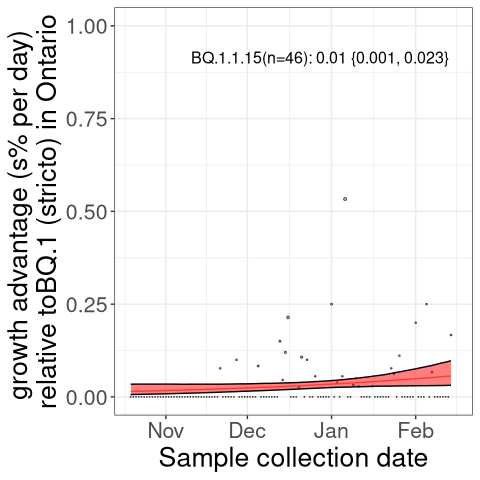 growth advantage (s% per day)
relative toBQ.1 (stricto) in Ontario
1.00
0.75
0.50
0.25
0.00
BQ.1.1.15(n=46): 0.01 {0.001, 0.023}
Nov Dec Jan Feb
Sample collection date